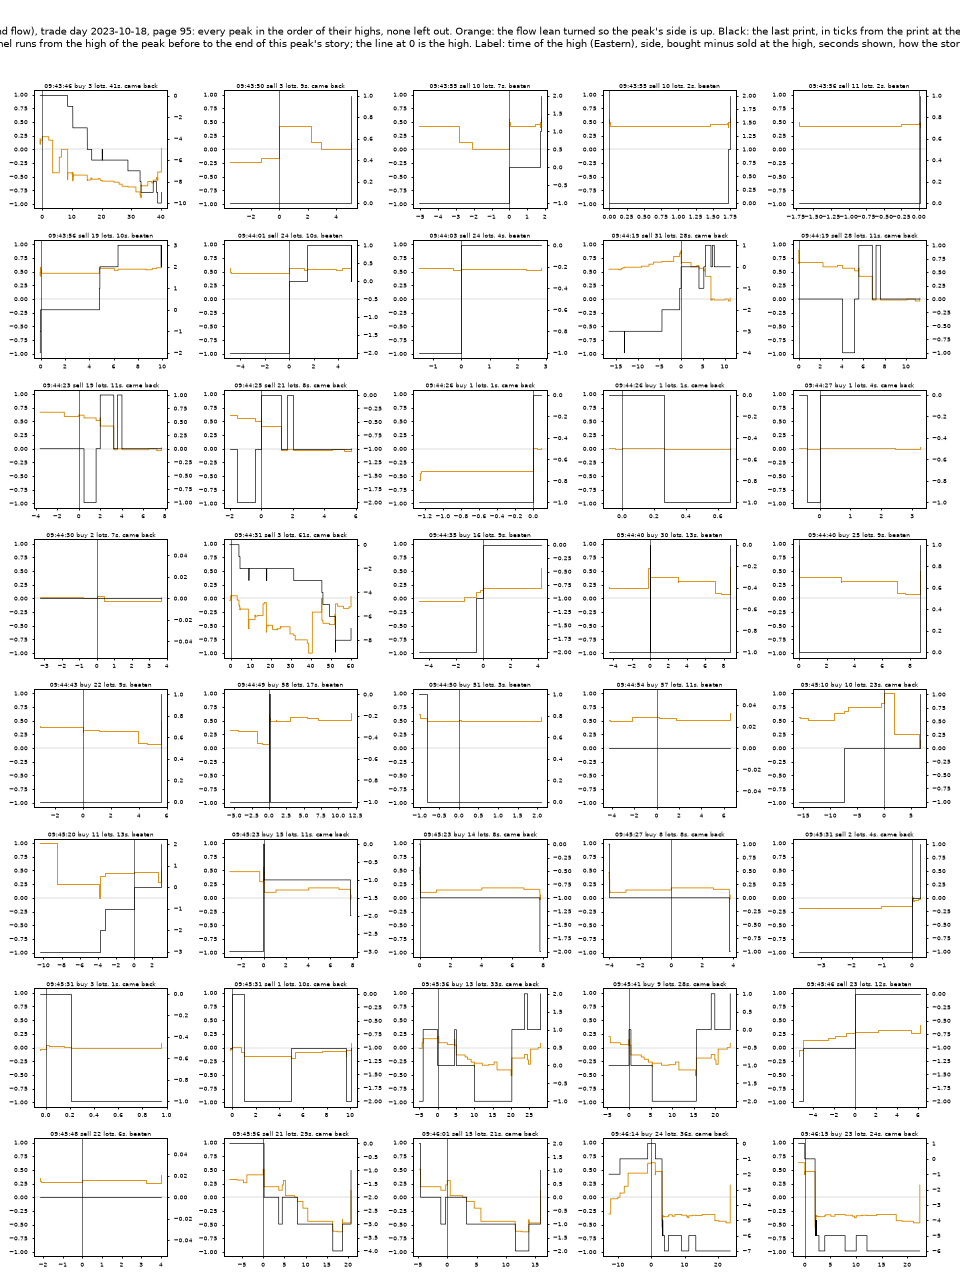 nd flow), trade day 2023-10-18, page 95: every peak in the order of their highs, none left out. Orange: the flow lean turned so the peak's side is up. Black: the last print, in ticks from the print at the
nel runs from the high of the peak before to the end of this peak's story; the line at 0 is the high. Label: time of the high (Eastern), side, bought minus sold at the high, seconds shown, how the stor
09:43:46 buy 3 lots. 41s. came back
09:43:50 sell 3 lots. 9s. came back
09:43:55 sell 10 lots. 7s. beaten
09:43:55 sell 10 lots. 2s. beaten
09:43:56 sell 11 lots. 2s. beaten
09:43:56 sell 19 lots. 10s. beaten
09:44:01 sell 24 lots. 10s. beaten
09:44:03 sell 24 lots. 4s. beaten
09:44:15 sell 31 lots. 28s. came back
09:44:19 sell 28 lots. 11s. came back
09:44:23 sell 19 lots. 11s. came back
09:44:25 sell 21 lots. 8s. came back
09:44:26 buy 1 lots. 1s. came back
09:44:26 buy 1 lots. 1s. came back
09:44:27 buy 1 lots. 4s. came back
09:44:30 buy 2 lots. 7s. came back
09:44:31 sell 3 lots. 61s. came back
09:44:35 buy 16 lots. 9s. beaten
09:44:40 buy 30 lots. 13s. beaten
09:44:40 buy 25 lots. 9s. beaten
09:44:43 buy 22 lots. 9s. beaten
09:44:49 buy 58 lots. 17s. beaten
09:44:50 buy 51 lots. 3s. beaten
09:44:54 buy 57 lots. 11s. beaten
09:45:10 buy 10 lots. 23s. came back
09:45:20 buy 11 lots. 13s. beaten
09:45:23 buy 15 lots. 11s. came back
09:45:23 buy 14 lots. 8s. came back
09:45:27 buy 8 lots. 8s. came back
09:45:31 sell 2 lots. 4s. came back
09:45:31 buy 3 lots. 1s. came back
09:45:31 sell 1 lots. 10s. came back
09:45:36 buy 13 lots. 33s. came back
09:45:41 buy 9 lots. 28s. came back
09:45:46 sell 23 lots. 12s. beaten
09:45:48 sell 22 lots. 6s. beaten
09:45:56 sell 21 lots. 29s. came back
09:46:01 sell 15 lots. 21s. came back
09:46:14 buy 24 lots. 36s. came back
09:46:15 buy 23 lots. 24s. came back